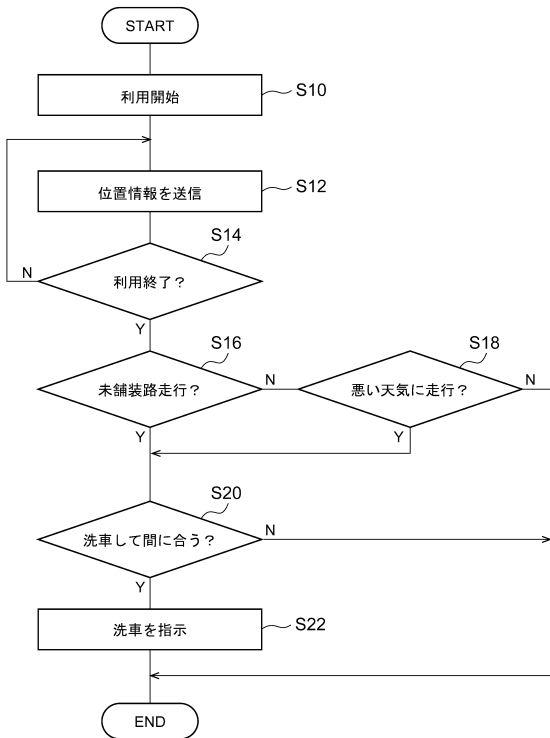 START
利用開始
S10
位置情報を送信
S12
S14
利用終了？
N
Y
S16
未舗装路走行？
N
Y
S18
悪い天気に走行？
N
Y
S20
洗車して間に合う？
N
Y
洗車を指示
S22
END